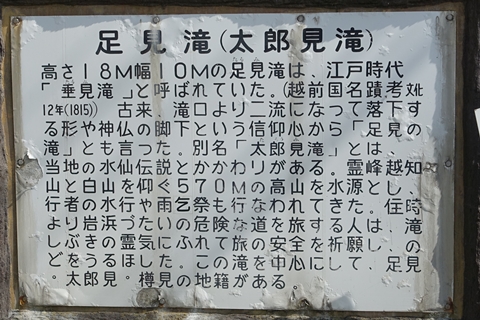 足見滝(太郎見滝)
高さ18M幅10Mの足見滝は、江戸時代
「垂見滝」と呼ばれていた。(越前国名蹟考文化
12年(1815)) 古来、滝口より二流になって落下す
る形や神仏の脚下という信仰心から「足見の
滝」とも言った。別名「太郎見滝」とは、
当地の水仙伝説とかかわりがある。霊峰越知
山と白山を仰ぐ570Mの高山を水源とし、
行者の水行や雨乞祭も行なわれてきた。往時
より岩浜づたいの危険な道を旅する人は、滝
しぶきの霊気にふれて旅の安全を祈願し、の
どをうるほした。この滝を中心にして、足見
・太郎見・樽見の地籍がある。